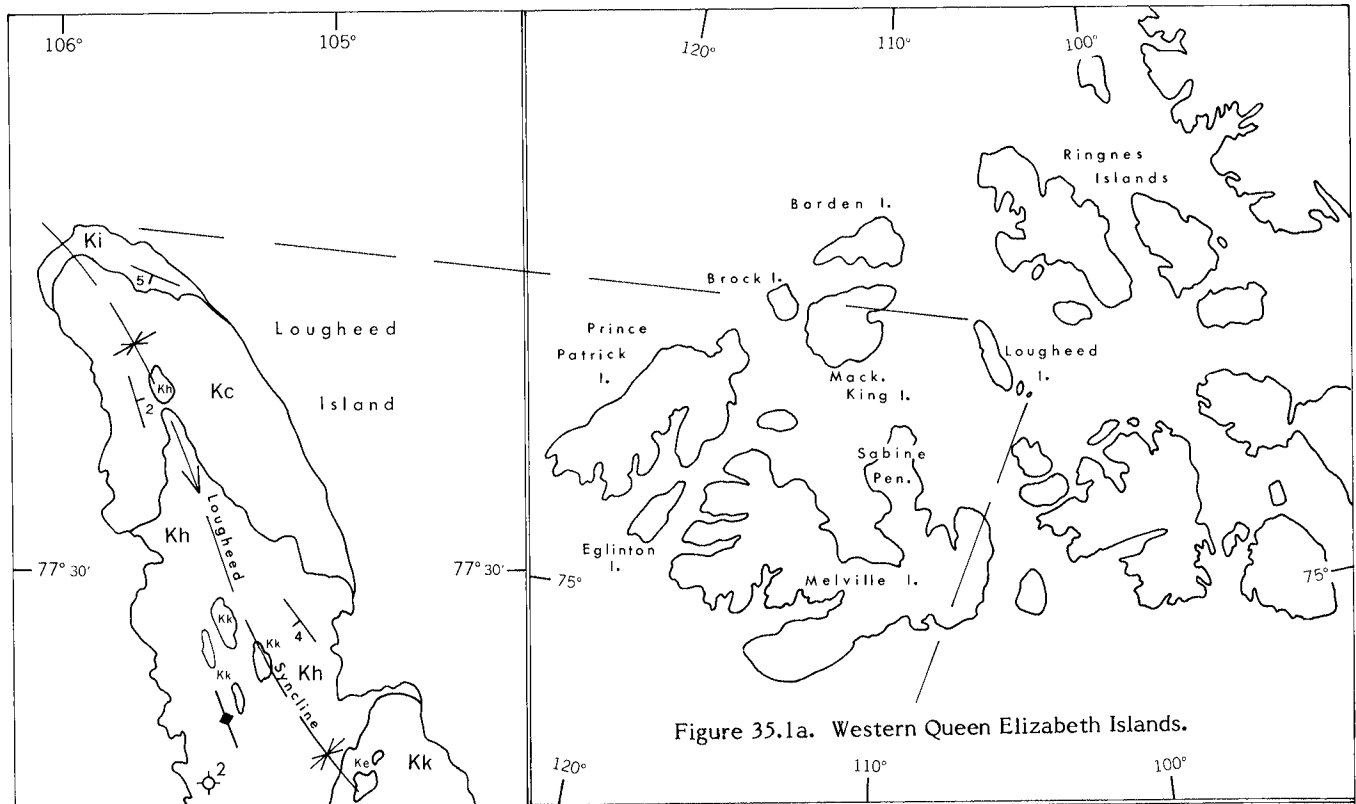 106°
105°
120°
110°
100°
Ringnes
Islands
Borden I.
Ki
5
Brock I.
Lougheed
Island
Prince
Patrick
I.
Lougheed
I.
Kc
Kh
2
Mack.
King I.
Sabine
Pen.
Lougheed
Syncline
Kh
Eglinton
I.
77° 30'
77° 30'
75°
75°
Melville I.
Kk
4
Kk
Kh
Kk
Figure 35.1a. Western Queen Elizabeth Islands.
Ke
Kk
2
120°
110°
100°